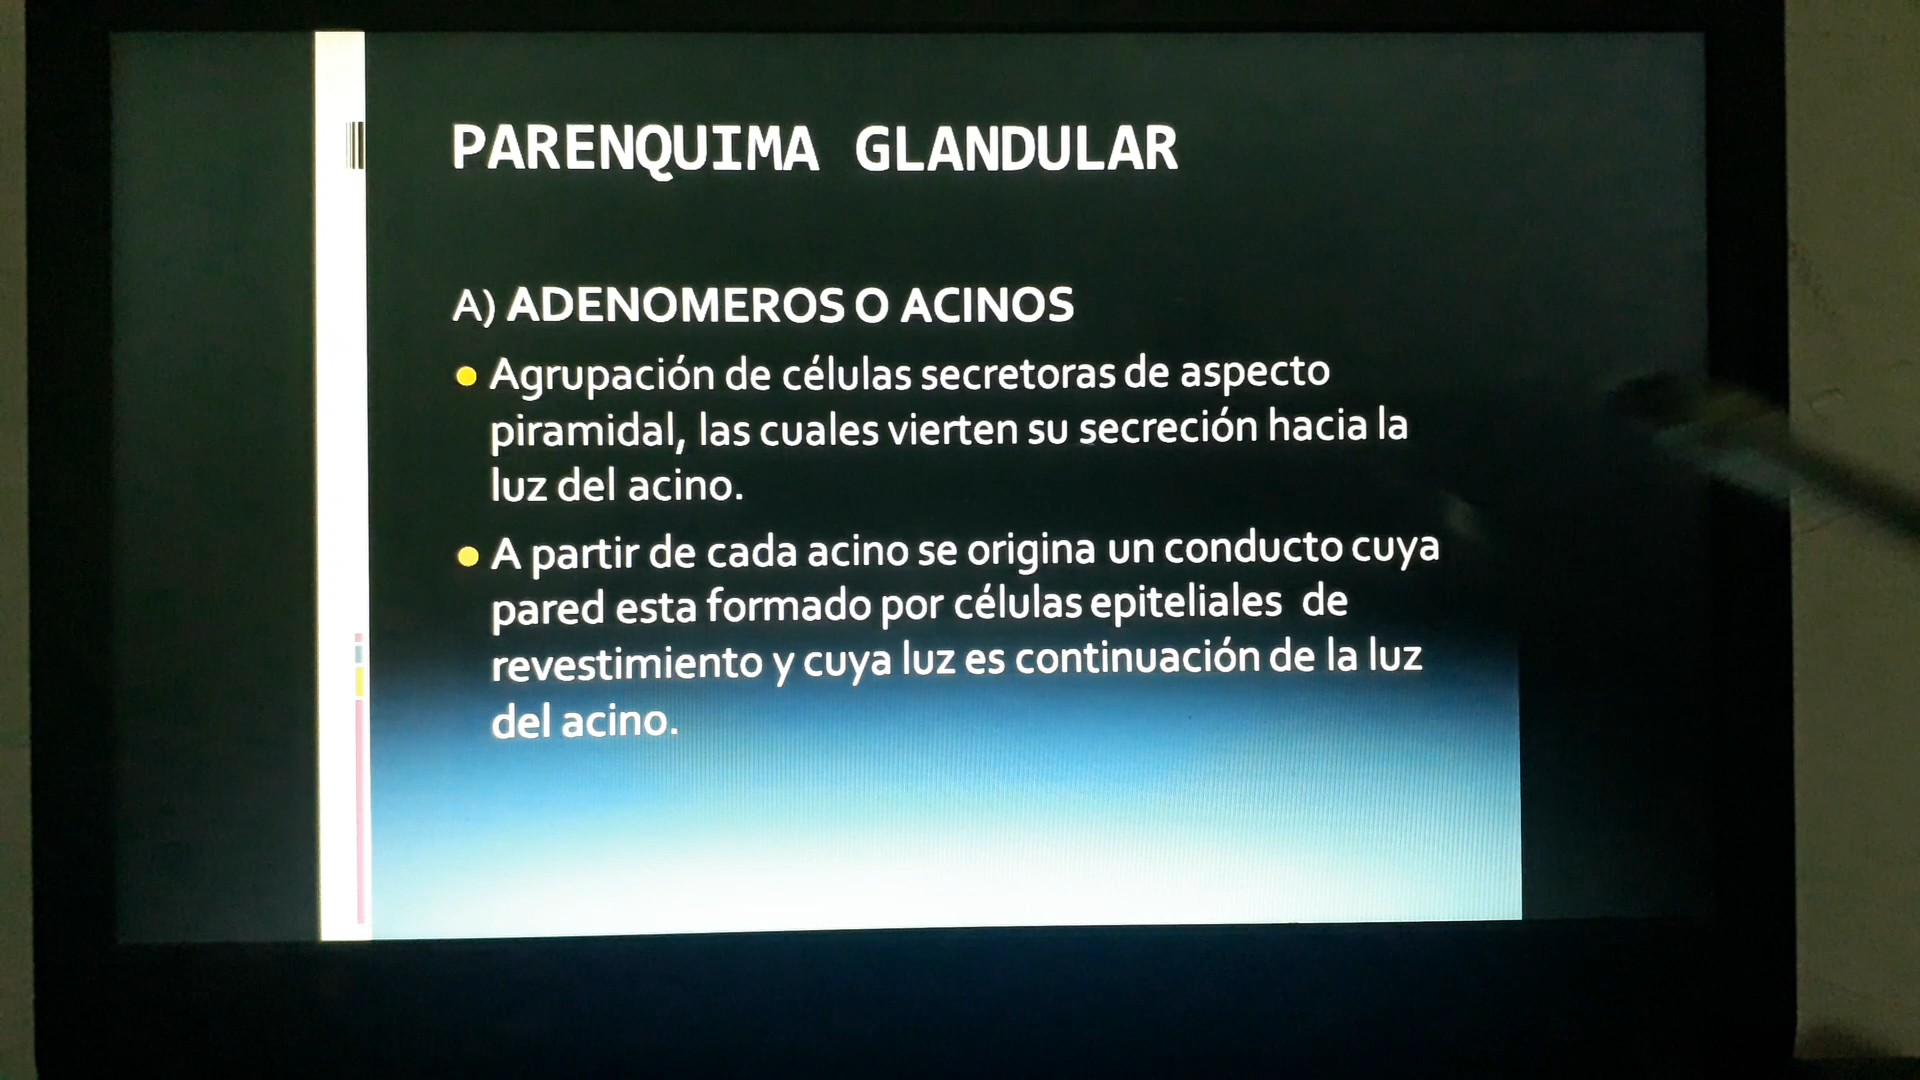 PARENQUIMA GLANDULAR
A) ADENOMEROS O ACINOS
Agrupación de células secretoras de aspecto
piramidal, las cuales vierten su secreción hacia la
luz del acino.
A partir de cada acino se origina un conducto cuya
pared esta formado por células epiteliales de
revestimiento y cuya luz es continuación de la luz
del acino.